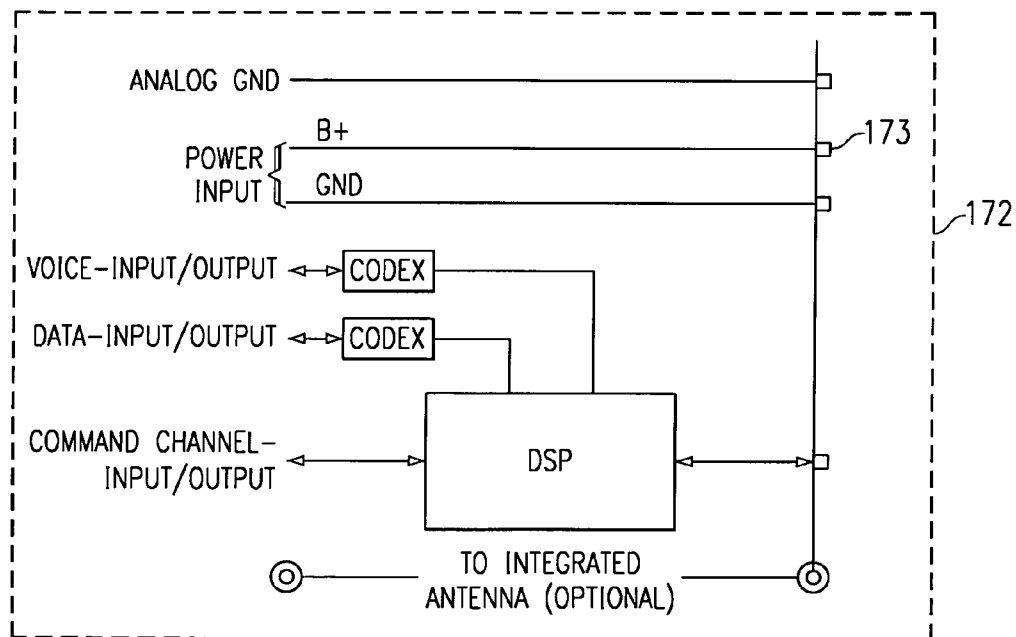 ANALOG GND
B+
173
POWER
INPUT
GND
172
VOICE-INPUT/OUTPUT
CODEX
DATA-INPUT/OUTPUT
CODEX
COMMAND CHANNEL-
INPUT/OUTPUT
DSP
TO INTEGRATED
ANTENNA (OPTIONAL)